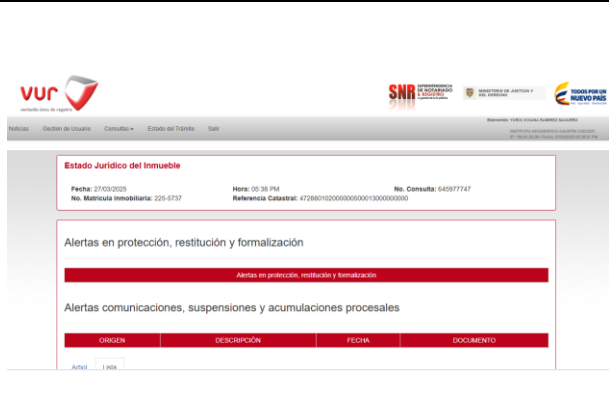 vur
ventanilla única de registro
SNR SUPERINTENDENCIA DE NOTARIADO & REGISTRO
MINISTERIO DE JUSTICIA Y DEL DERECHO
TODOS POR UN NUEVO PAÍS
Noticias Gestion de Usuario Consultas Estado del Trámite Salir
Estado Jurídico del Inmueble
Fecha: 27/03/2025 Hora: 05:38 PM No. Consulta: 645977747
No. Matricula Inmobiliaria: 225-5737 Referencia Catastral: 472880102000000500013000000000
Alertas en protección, restitución y formalización
Alertas en protección, restitución y formalización
Alertas comunicaciones, suspensiones y acumulaciones procesales
ORIGEN DESCRIPCIÓN FECHA DOCUMENTO
Arbol Lista